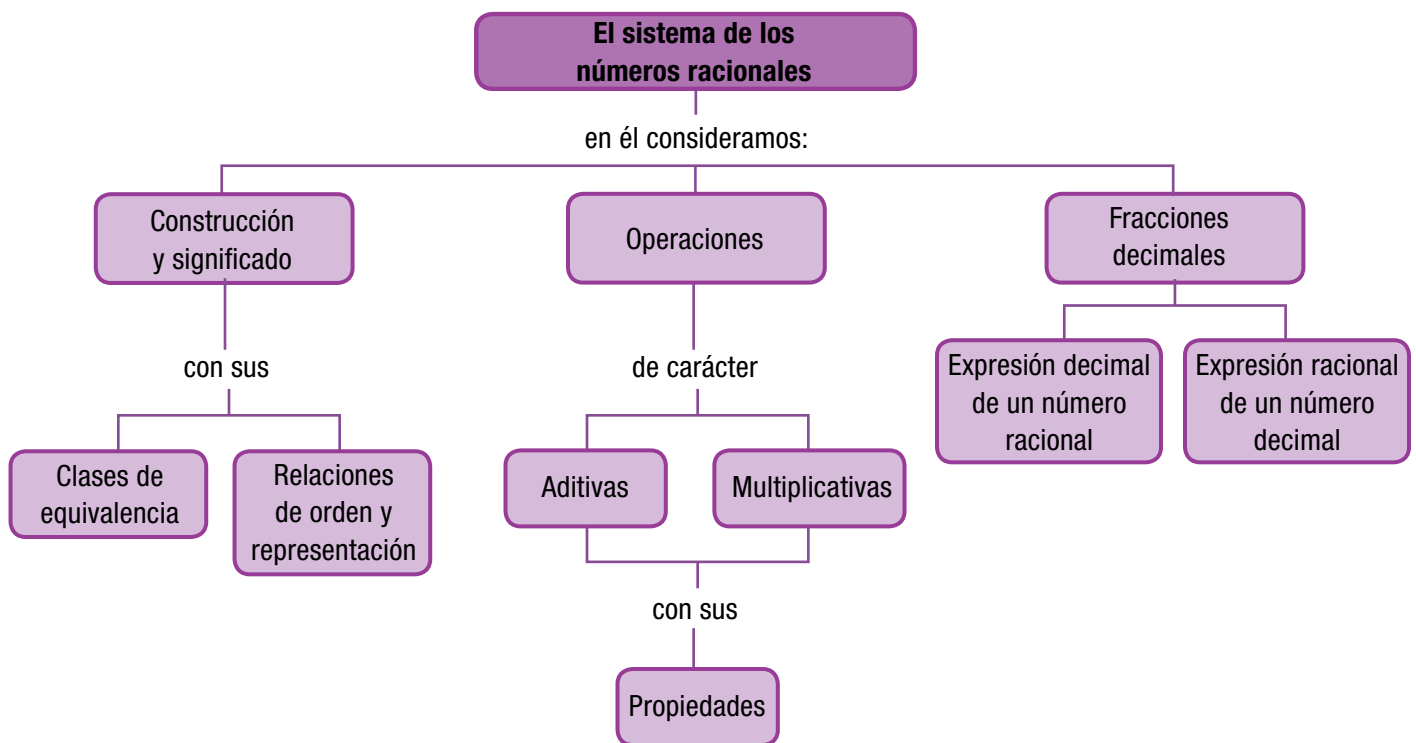 El sistema de los
números racionales
en él consideramos:
Construcción
y significado
Operaciones
Fracciones
decimales
con sus
de carácter
Expresión decimal
de un número
racional
Expresión racional
de un número
decimal
Clases de
equivalencia
Relaciones
de orden y
representación
Aditivas
Multiplicativas
con sus
Propiedades